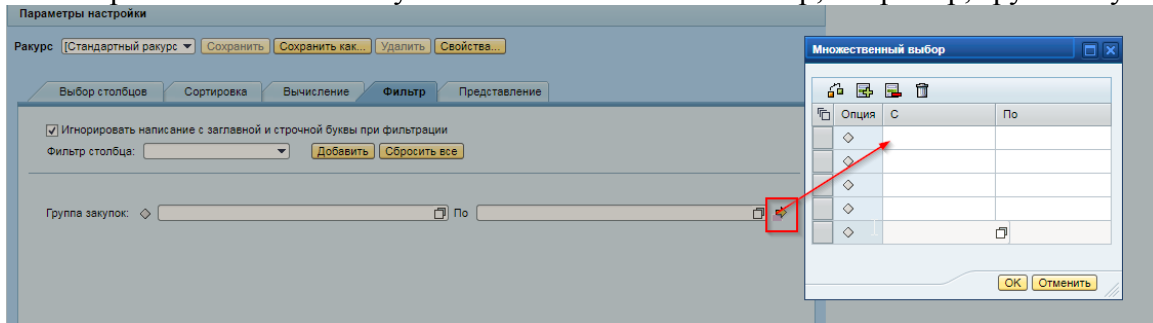 Параметры настройки
Ракурс [Стандартный ракурс Сохранить Сохранить как... Удалить Свойства...
Выбор столбцов Сортировка Вычисление Фильтр Представление
Игнорировать написание с заглавной и строчной буквы при фильтрации
Фильтр столбца: Добавить Сбросить все
Группа закупок: По
Множественный выбор
Опция С По
OK Отменить